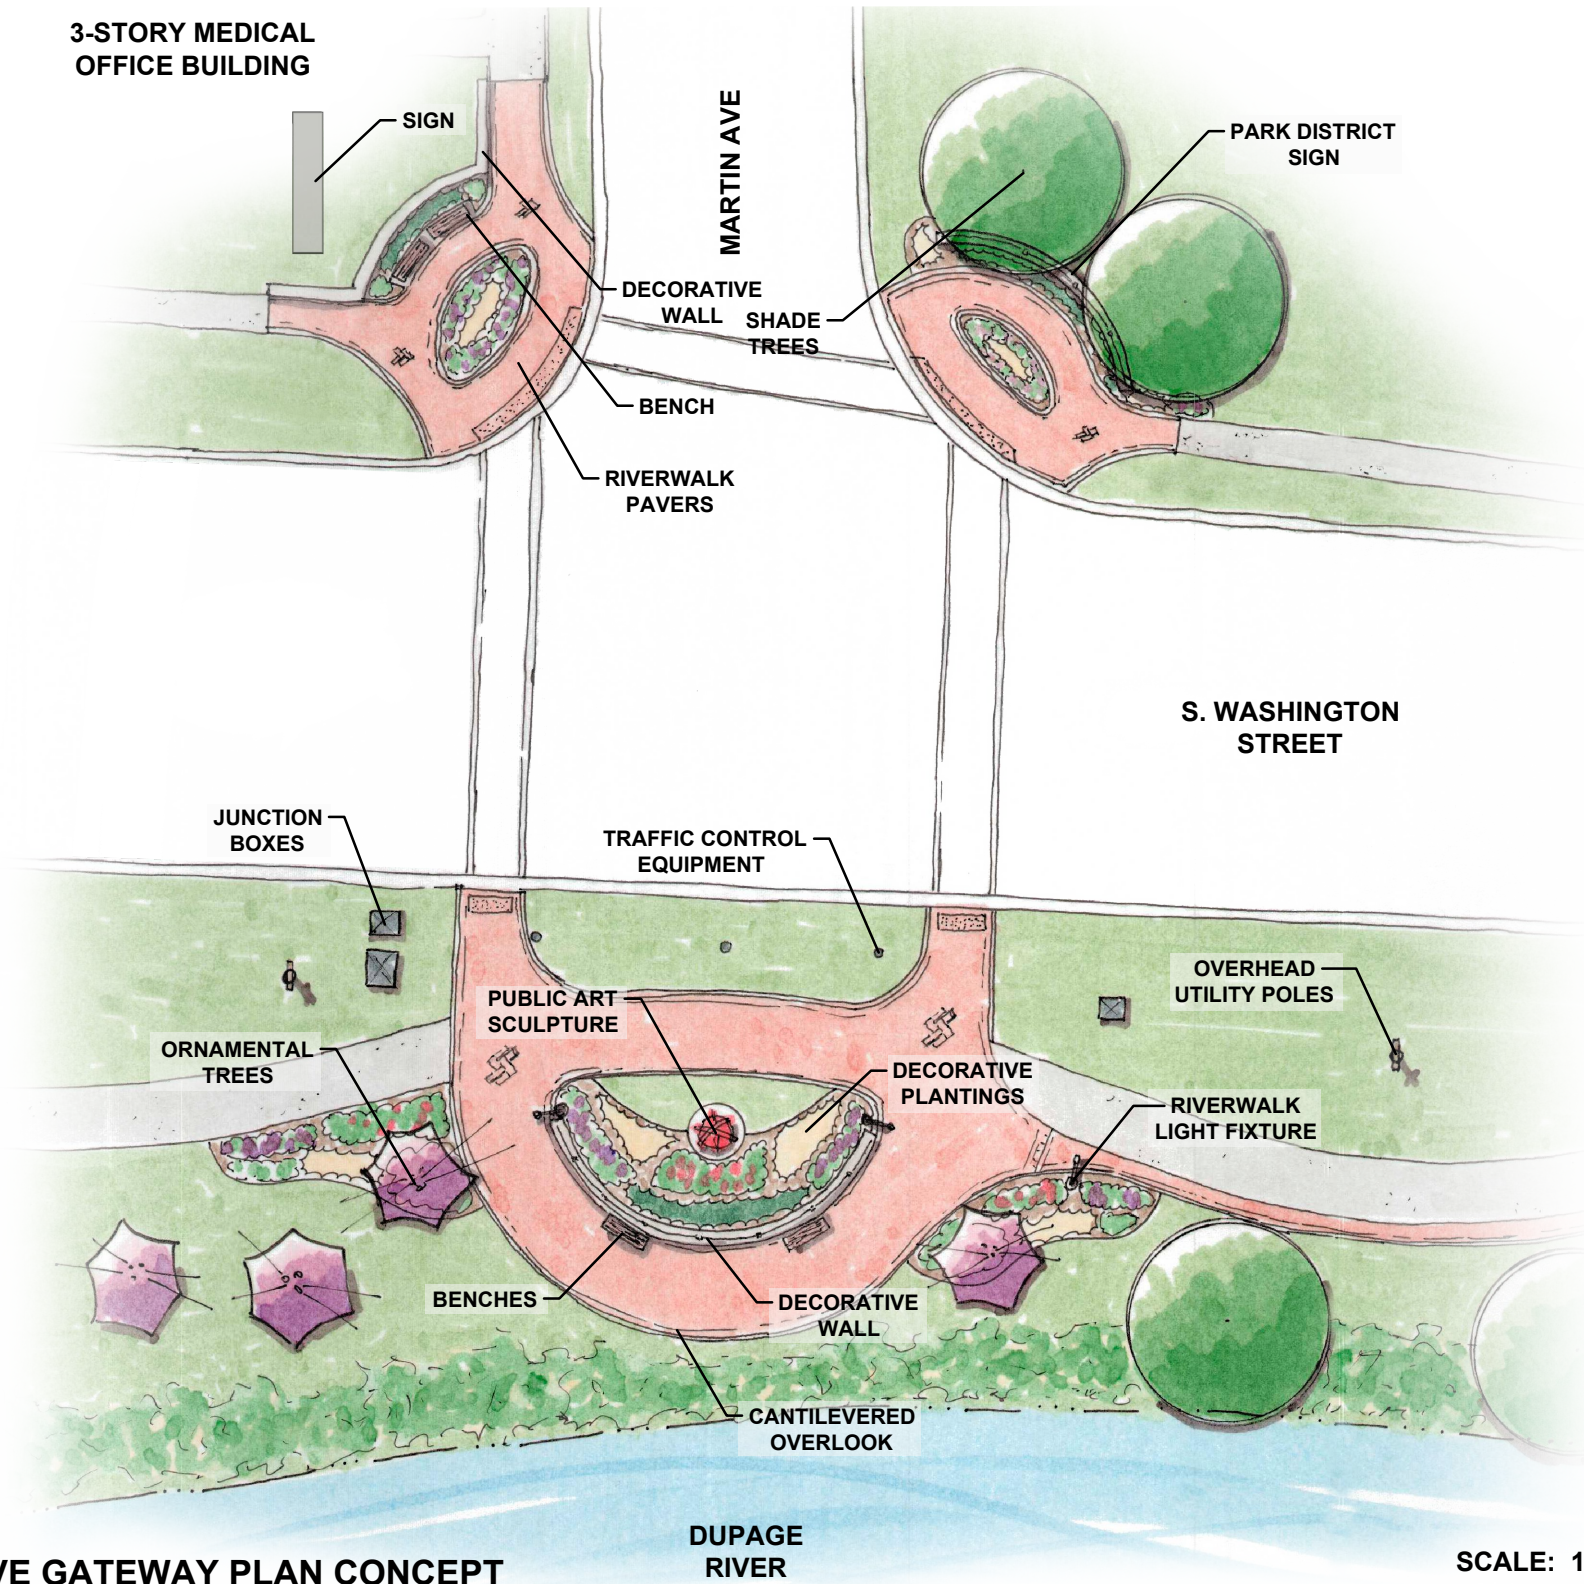 3-STORY MEDICAL
OFFICE BUILDING
SIGN
MARTIN AVE
PARK DISTRICT
SIGN
DECORATIVE
WALL
SHADE
TREES
BENCH
RIVERWALK
PAVERS
S. WASHINGTON
STREET
JUNCTION
BOXES
TRAFFIC CONTROL
EQUIPMENT
OVERHEAD
UTILITY POLES
PUBLIC ART
SCULPTURE
ORNAMENTAL
TREES
DECORATIVE
PLANTINGS
RIVERWALK
LIGHT FIXTURE
BENCHES
DECORATIVE
WALL
CANTILEVERED
OVERLOOK
DUPAGE
RIVER
VE GATEWAY PLAN CONCEPT
SCALE: 1